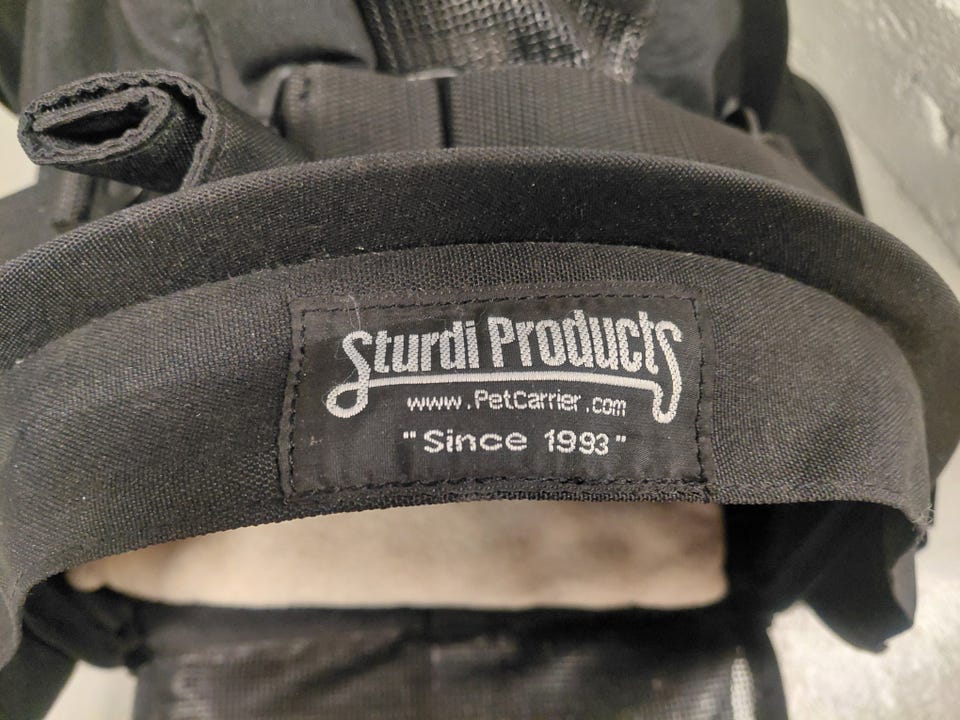 Sturdi Products
www.PetCarrier.com
"Since 1993"